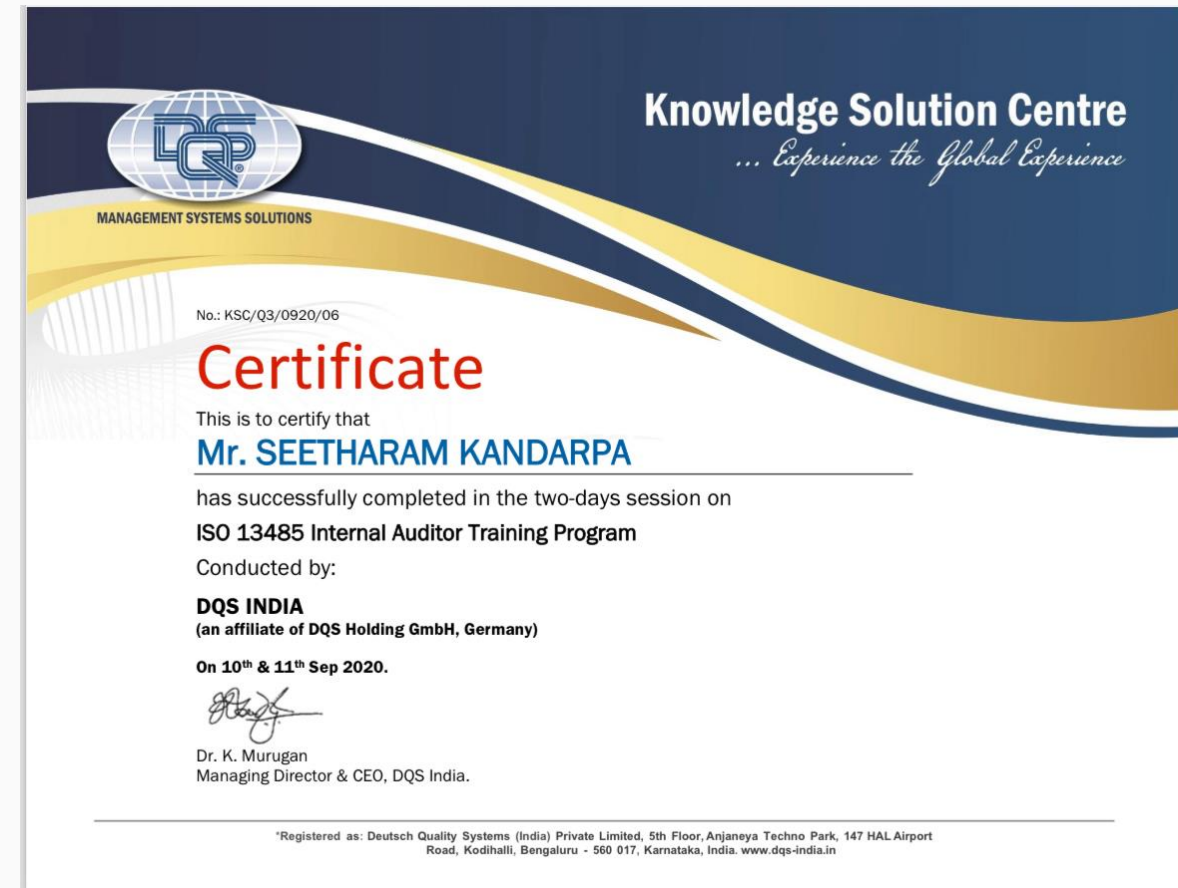 Knowledge Solution Centre
... Experience the Global Experience
DQS
MANAGEMENT SYSTEMS SOLUTIONS
No.: KSC/Q3/0920/06
Certificate
This is to certify that
Mr. SEETHARAM KANDARPA
has successfully completed in the two-days session on
ISO 13485 Internal Auditor Training Program
Conducted by:
DQS INDIA
(an affiliate of DQS Holding GmbH, Germany)
On 10th & 11th Sep 2020.
Dr. K. Murugan
Managing Director & CEO, DQS India.
*Registered as: Deutsch Quality Systems (India) Private Limited, 5th Floor, Anjaneya Techno Park, 147 HAL Airport
Road, Kodihalli, Bengaluru - 560 017, Karnataka, India. www.dqs-india.in